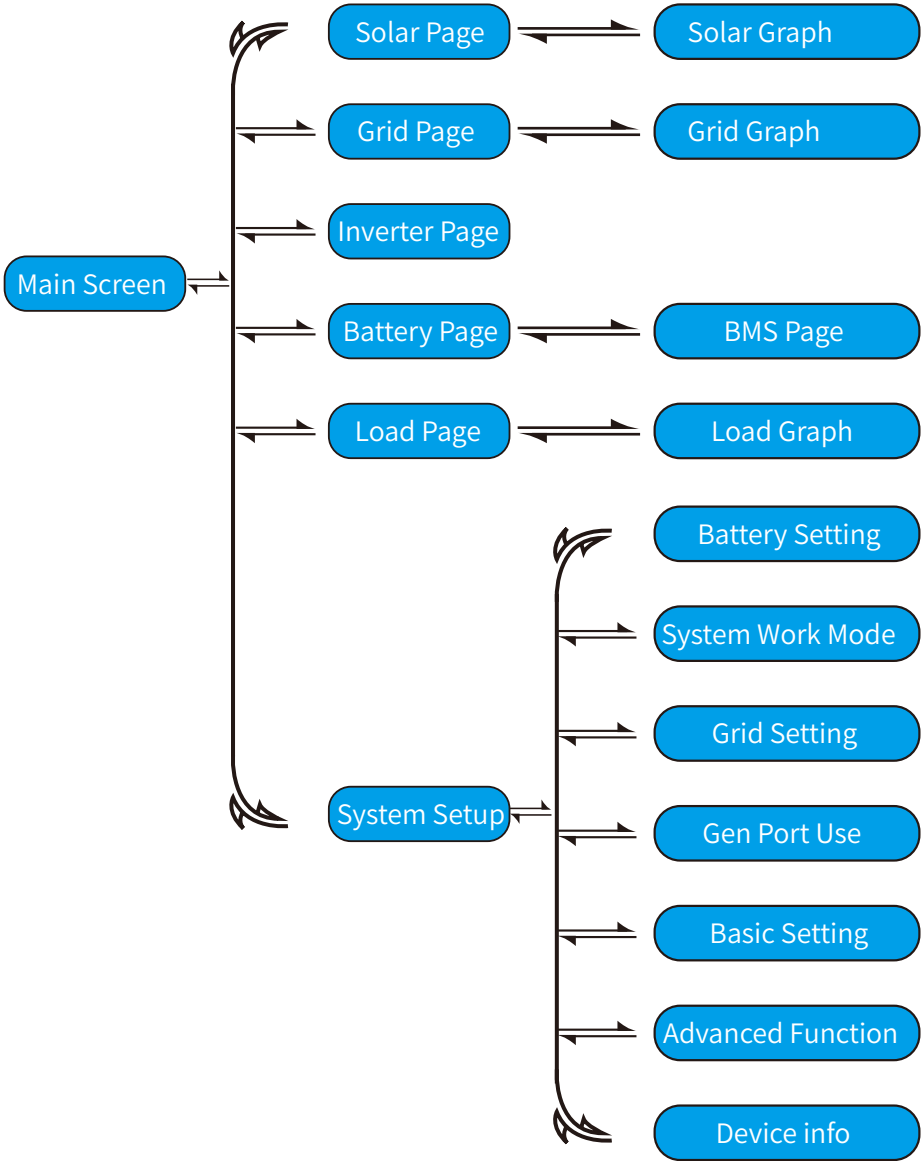 Solar Page
Solar Graph
Grid Page
Grid Graph
Inverter Page
Main Screen
Battery Page
BMS Page
Load Page
Load Graph
Battery Setting
System Work Mode
Grid Setting
System Setup
Gen Port Use
Basic Setting
Advanced Function
Device info